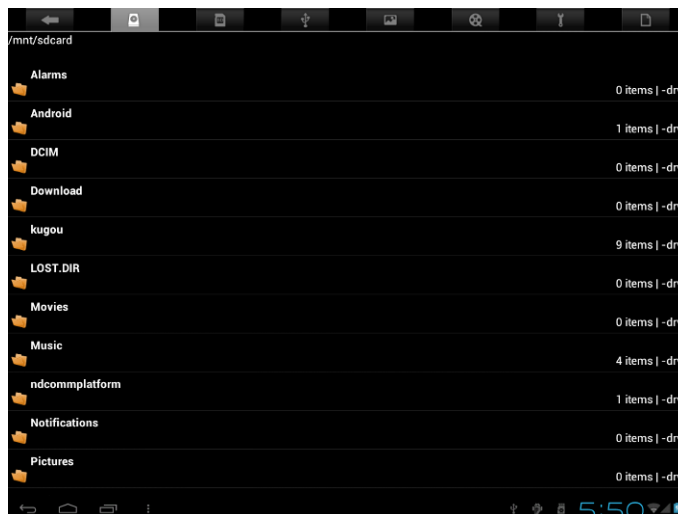 /mnt/sdcard
Alarms
0 items | -dr
Android
1 items | -dr
DCIM
0 items | -dr
Download
0 items | -dr
kugou
9 items | -dr
LOST.DIR
0 items | -dr
Movies
0 items | -dr
Music
4 items | -dr
ndcommplatform
1 items | -dr
Notifications
0 items | -dr
Pictures
0 items | -dr
5:50